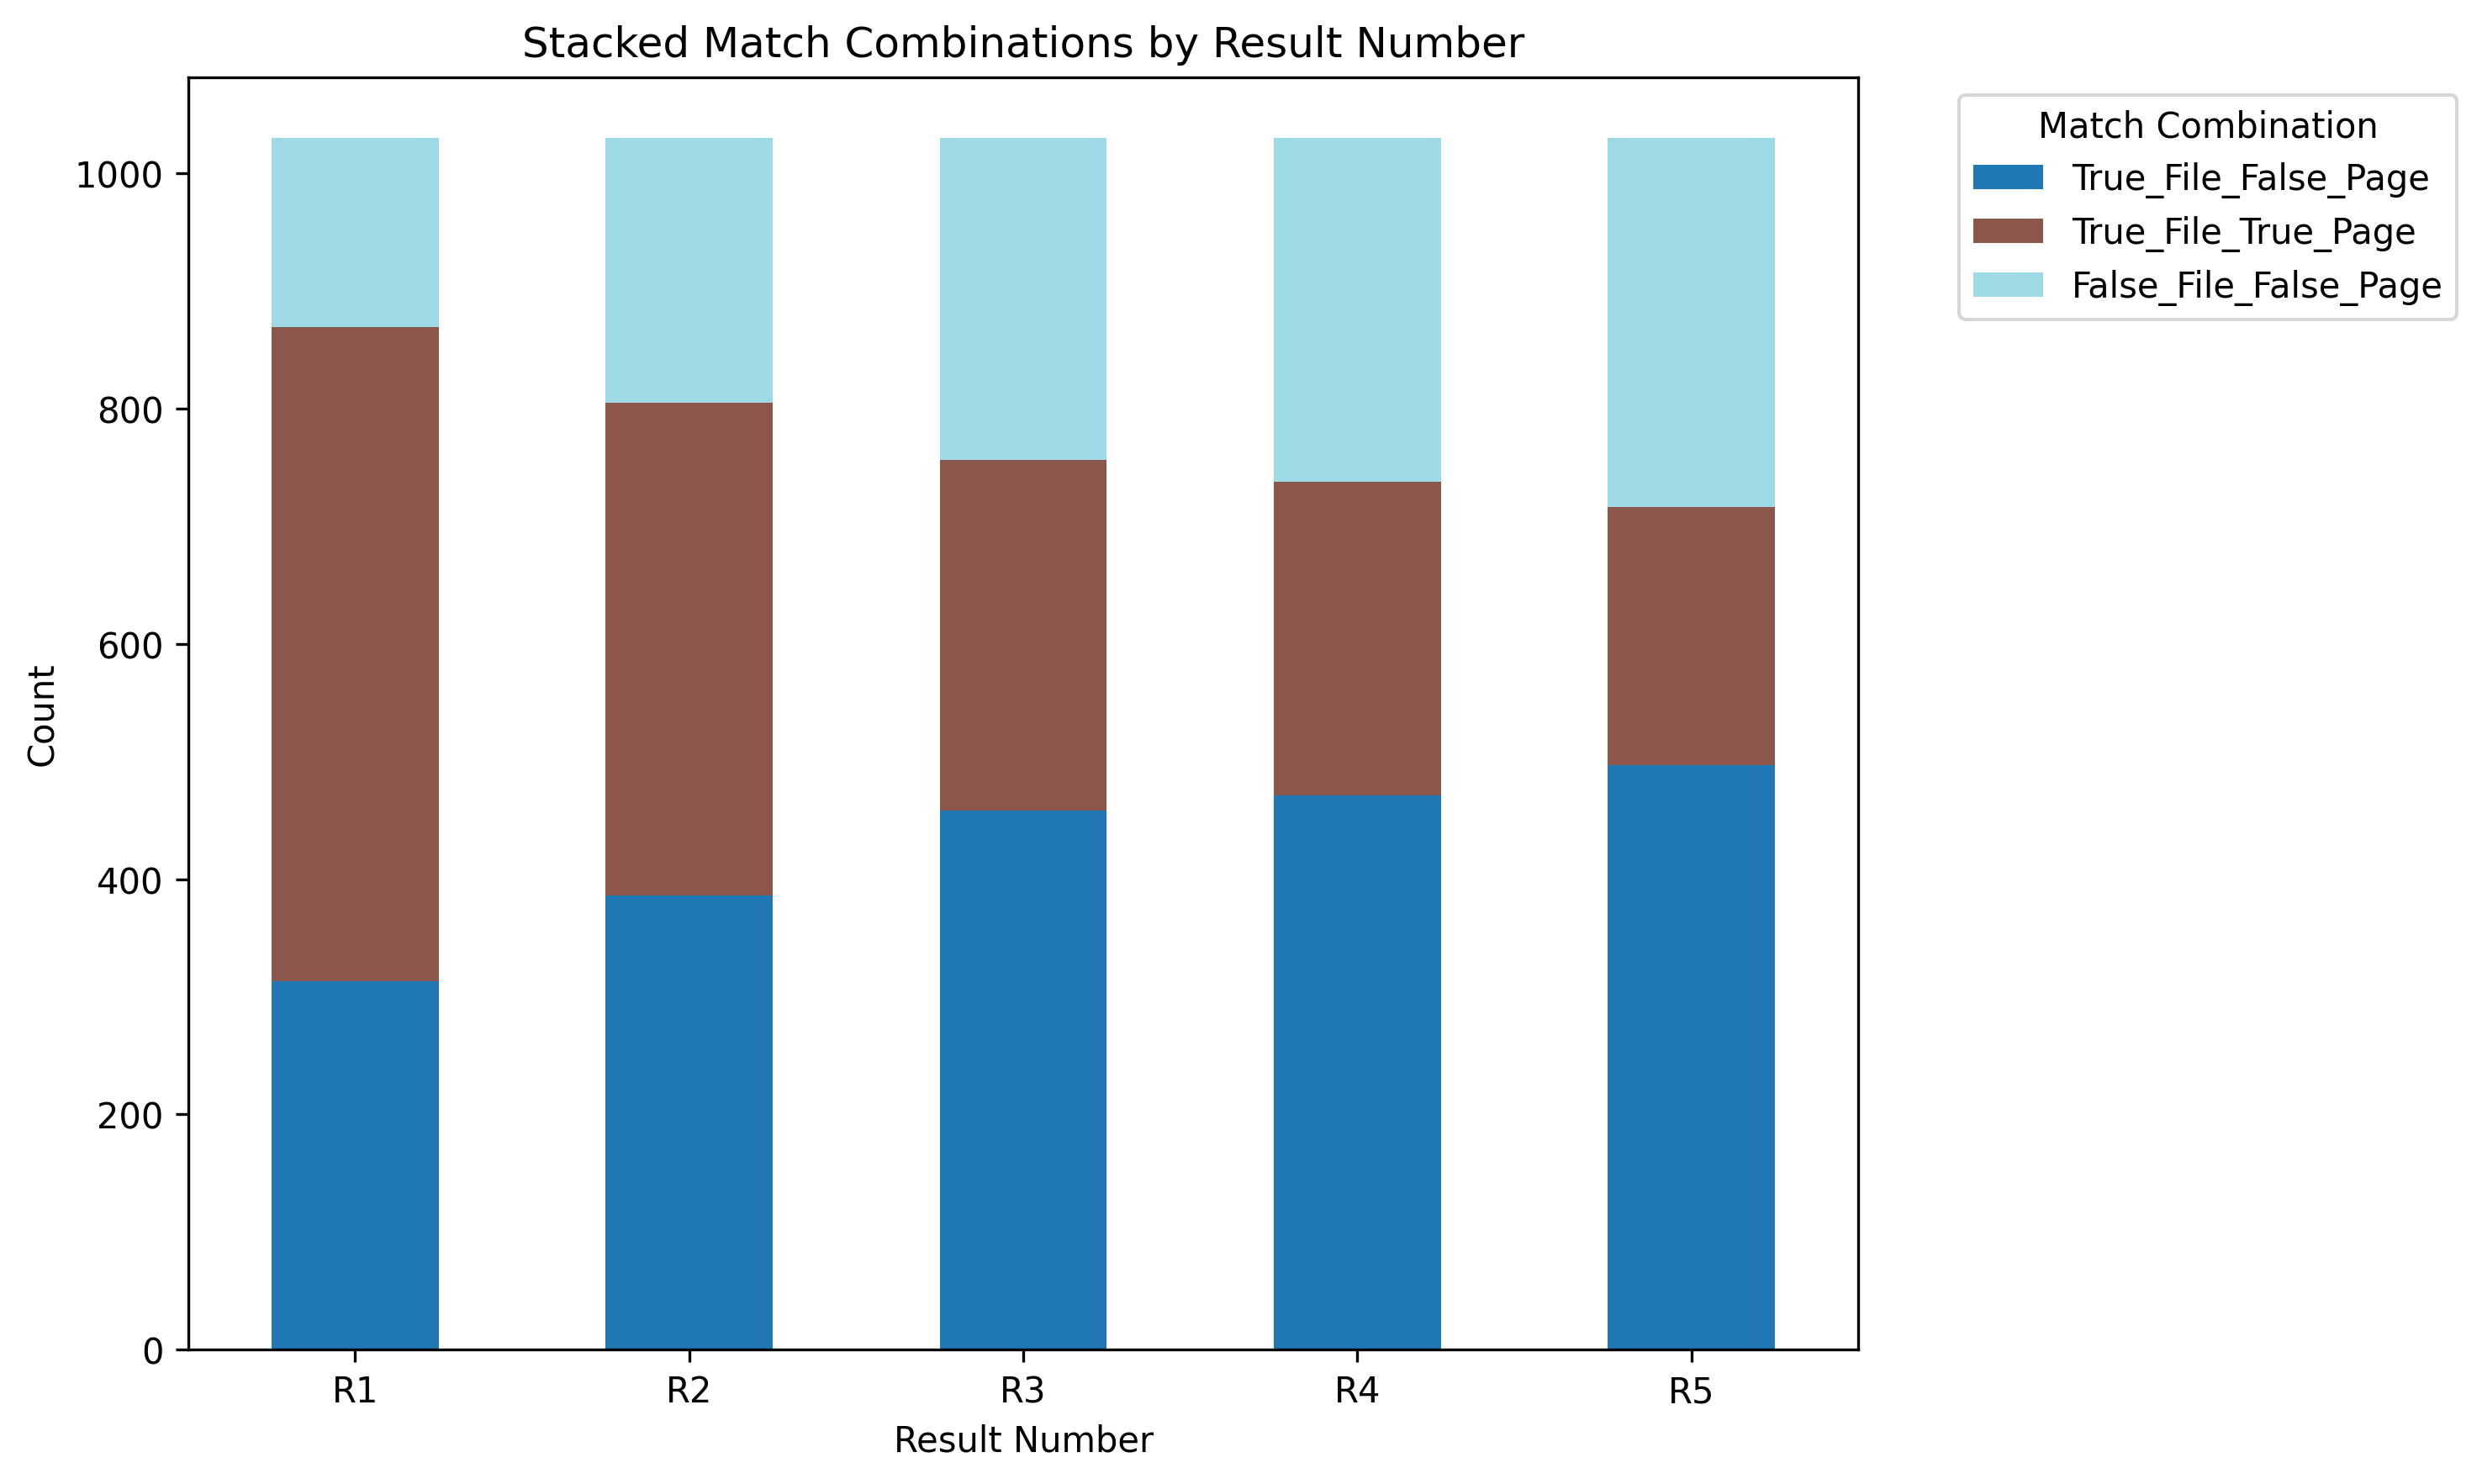 Stacked Match Combinations by Result Number
Match Combination
True_File_False_Page
True_File_True_Page
False_File_False_Page
Count
1000
800
600
400
200
0
R1 R2 R3 R4 R5
Result Number